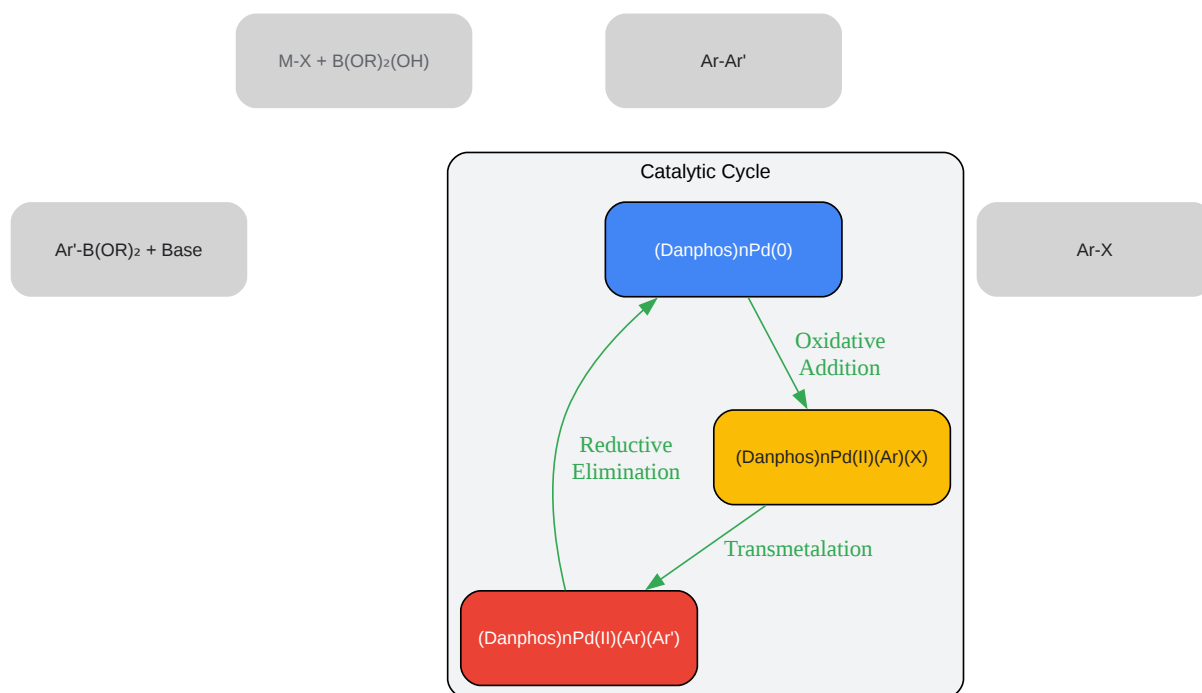 M-X + B(OR)₂(OH)
Ar-Ar'
Catalytic Cycle
Ar'-B(OR)₂ + Base
(Danphos)nPd(0)
Ar-X
Oxidative
Addition
Reductive
Elimination
(Danphos)nPd(II)(Ar)(X)
Transmetalation
(Danphos)nPd(II)(Ar)(Ar')